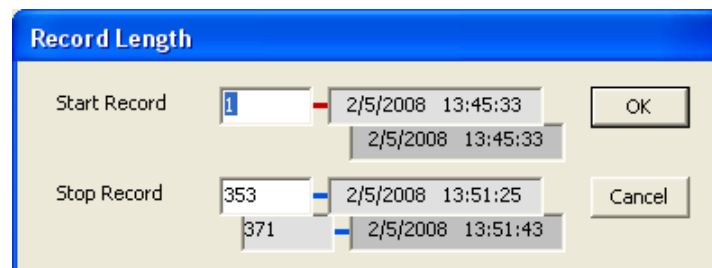 Record Length
Start Record 1 2/5/2008 13:45:33 OK
2/5/2008 13:45:33
Stop Record 353 2/5/2008 13:51:25 Cancel
371 2/5/2008 13:51:43